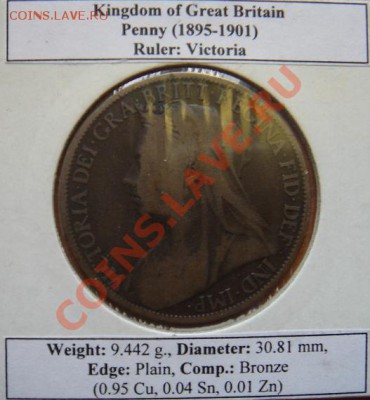 COINS.LAVE.RU
Kingdom of Great Britain
Penny (1895-1901)
Ruler: Victoria
VICTORIA·DEI·GRA·BRITT·REGINA·FID·DEF·IND·IMP·
COINS.LAVE.RU
Weight: 9.442 g., Diameter: 30.81 mm,
Edge: Plain, Comp.: Bronze
(0.95 Cu, 0.04 Sn, 0.01 Zn)